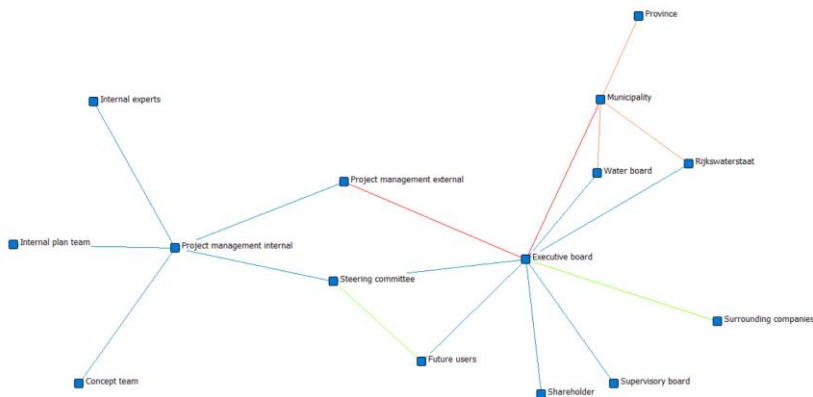 Province
Internal experts
Municipality
Rijkswaterstaat
Water board
Project management external
Internal plan team
Project management internal
Executive board
Steering committee
Surrounding companies
Future users
Concept team
Supervisory board
Shareholder